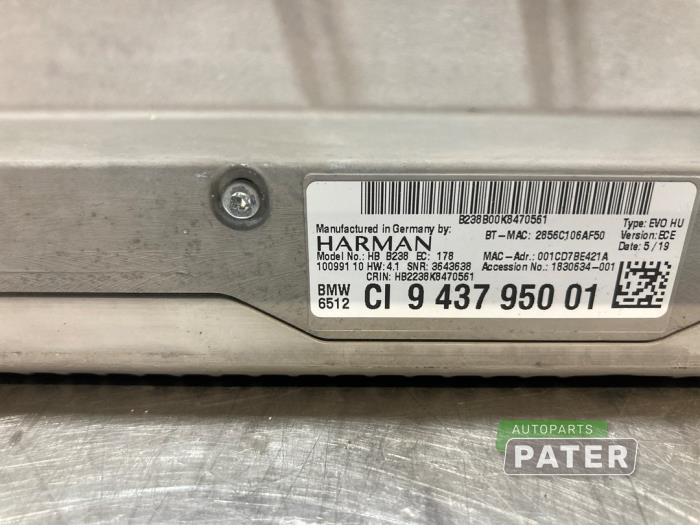 B238B00K8470561
Manufactured in Germany by:
HARMAN
BT-MAC: 2856C106AF50
Type: EVO HU
Version: ECE
Date: 5 / 19
Model No.: HB B238 EC: 178
MAC-Adr.: 001CD7BE421A
100991 10 HW: 4.1 SNR: 3643638
Accession No.: 1830634-001
CRIN: HB2238K8470561
BMW
6512
CI 9 437 950 01
AUTOPARTS
PATER